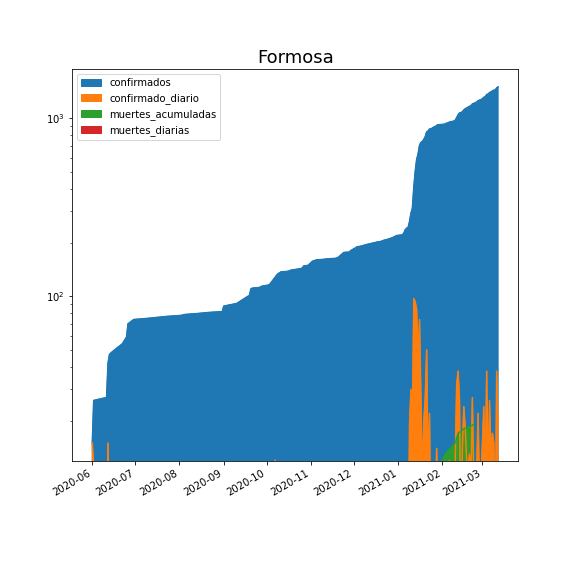 Formosa
confirmados
confirmado_diario
muertes_acumuladas
muertes_diarias
10³
10²
2020-06
2020-07
2020-08
2020-09
2020-10
2020-11
2020-12
2021-01
2021-02
2021-03